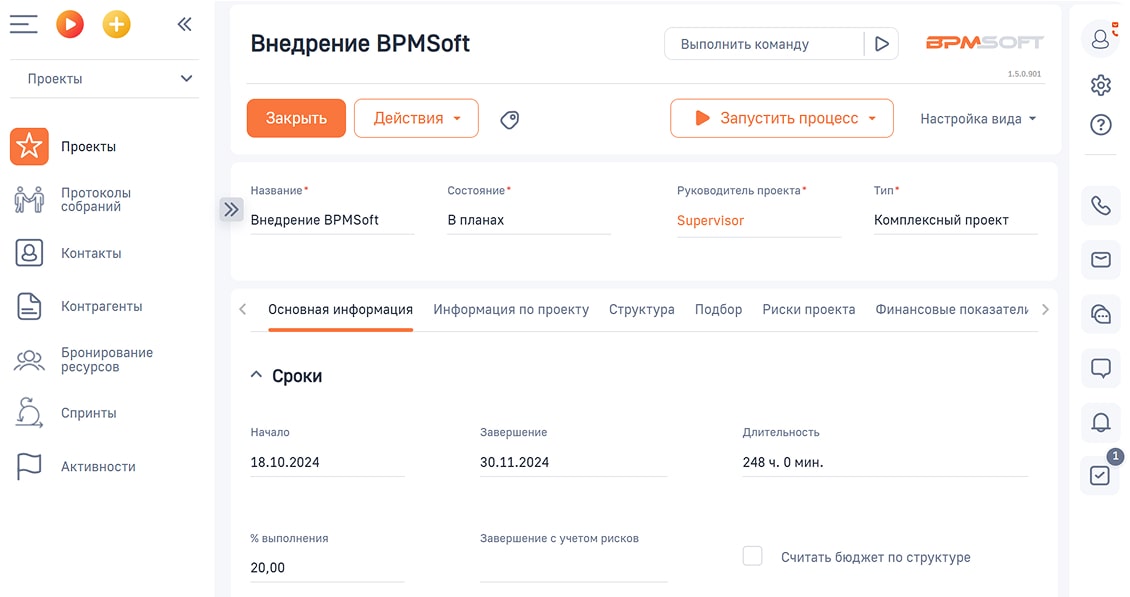 Проекты
Проекты
Протоколы
собраний
Контакты
Контрагенты
Бронирование
ресурсов
Спринты
Активности
Внедрение BPMSoft
Выполнить команду
BPMSOFT
1.5.0.901
Закрыть
Действия
Запустить процесс
Настройка вида
Название*
Состояние*
Руководитель проекта*
Тип*
Внедрение BPMSoft
В планах
Supervisor
Комплексный проект
Основная информация
Информация по проекту
Структура
Подбор
Риски проекта
Финансовые показатели
Сроки
Начало
Завершение
Длительность
18.10.2024
30.11.2024
248 ч. 0 мин.
% выполнения
Завершение с учетом рисков
20,00
Считать бюджет по структуре
1